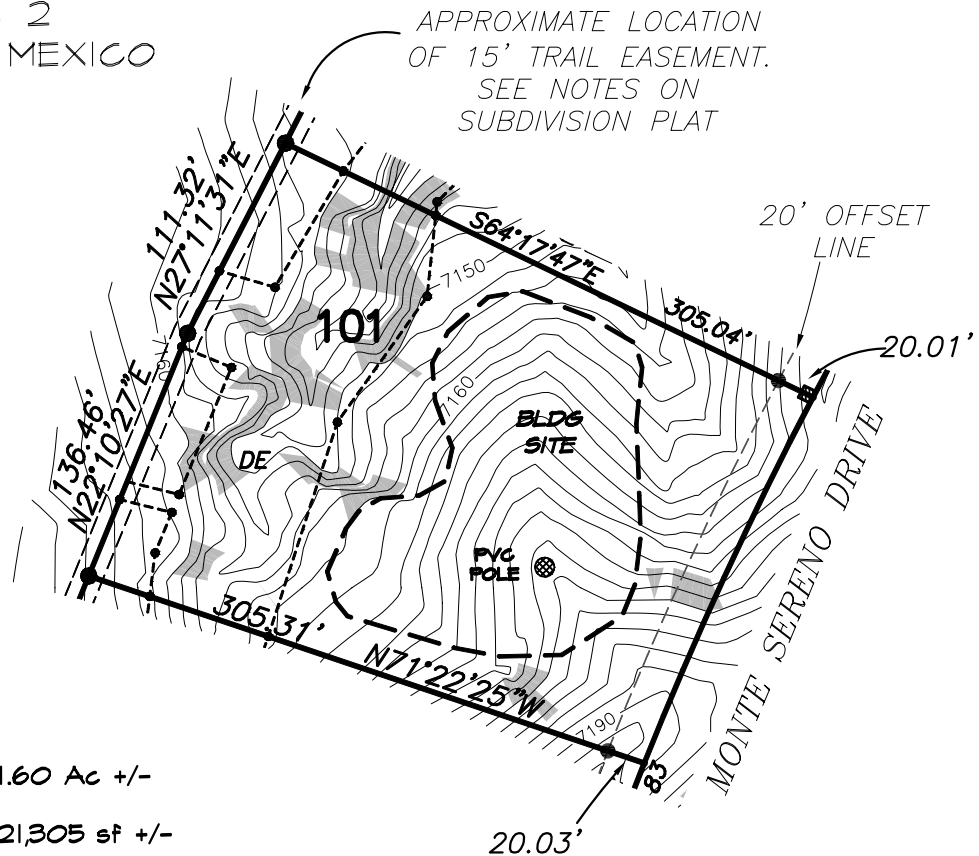 2
MEXICO
APPROXIMATE LOCATION
OF 15' TRAIL EASEMENT.
SEE NOTES ON
SUBDIVISION PLAT
111.32'
N27°11'31"E
S64°17'47"E
305.04'
20' OFFSET
LINE
20.01'
7150
101
7160
136.46'
N22°10'27"E
BLDG
SITE
DE
PVC
POLE
MONTE SERENO DRIVE
305.31'
N71°22'25"W
7190
83'
20.03'
1.60 Ac +/-
21,305 sf +/-